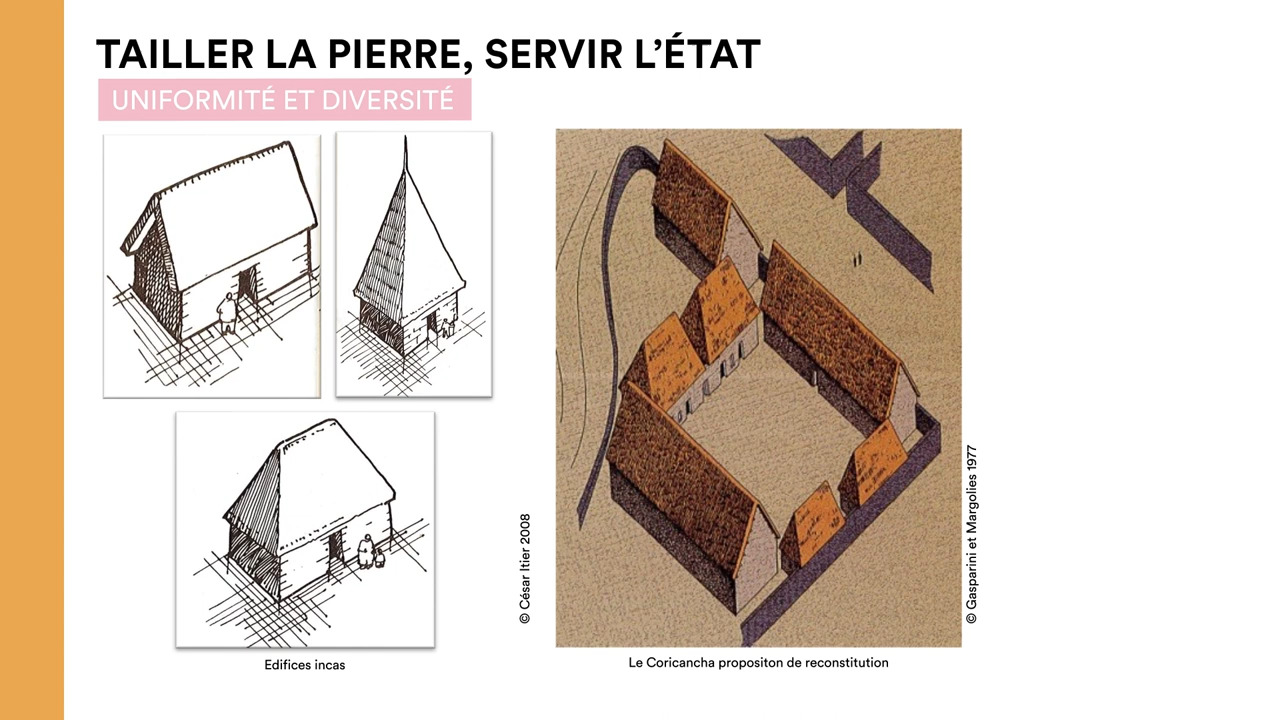 TAILLER LA PIERRE, SERVIR L’ÉTAT
UNIFORMITÉ ET DIVERSITÉ
© César Itier 2008
Edifices incas
© Gasparini et Margolies 1977
Le Coricancha propositon de reconstitution